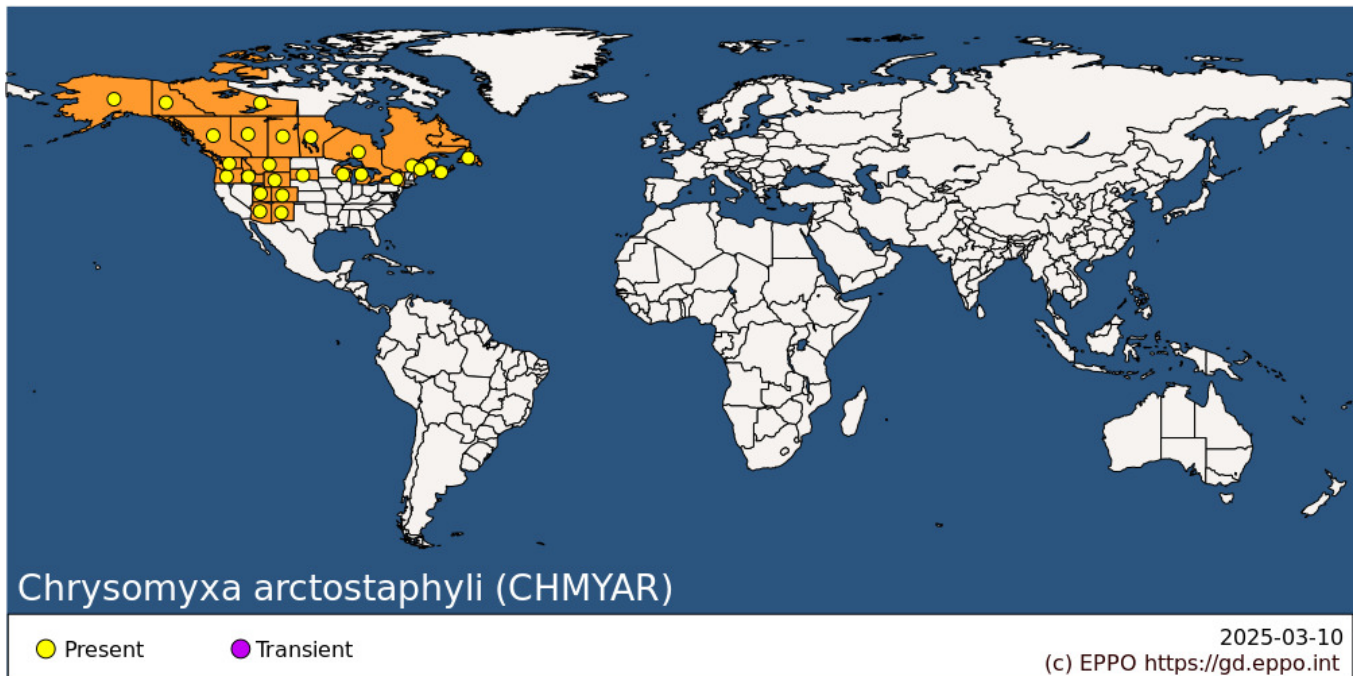 Chrysomyxa arctostaphyli (CHMYAR)
Present
Transient
2025-03-10
(c) EPPO https://gd.eppo.int